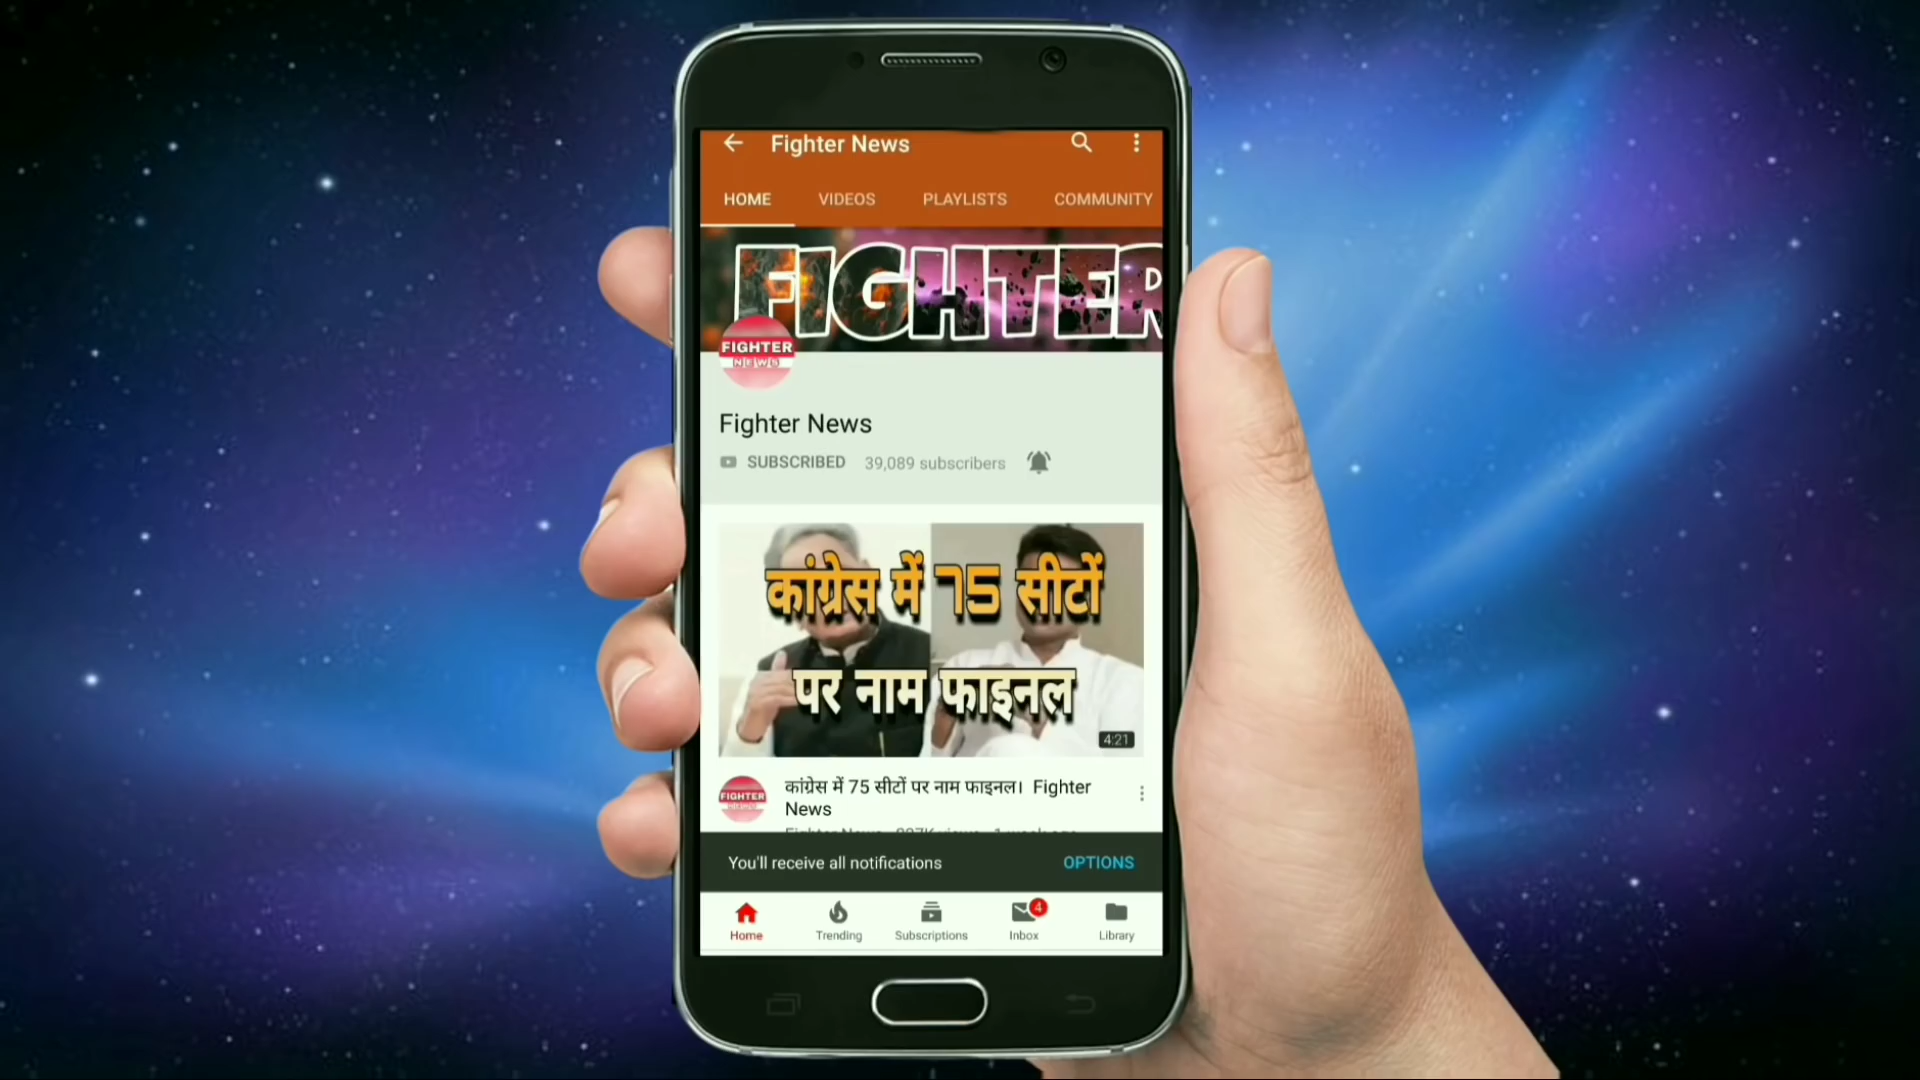 Fighter News
HOME VIDEOS PLAYLISTS COMMUNITY
FIGHTER
FIGHTER
NEWS
Fighter News
SUBSCRIBED 39,089 subscribers
कांग्रेस में 75 सीटों
पर नाम फाइनल
4:21
FIGHTER
कांग्रेस में 75 सीटों पर नाम फाइनल। Fighter
News
You'll receive all notifications OPTIONS
4
Home Trending Subscriptions Inbox Library